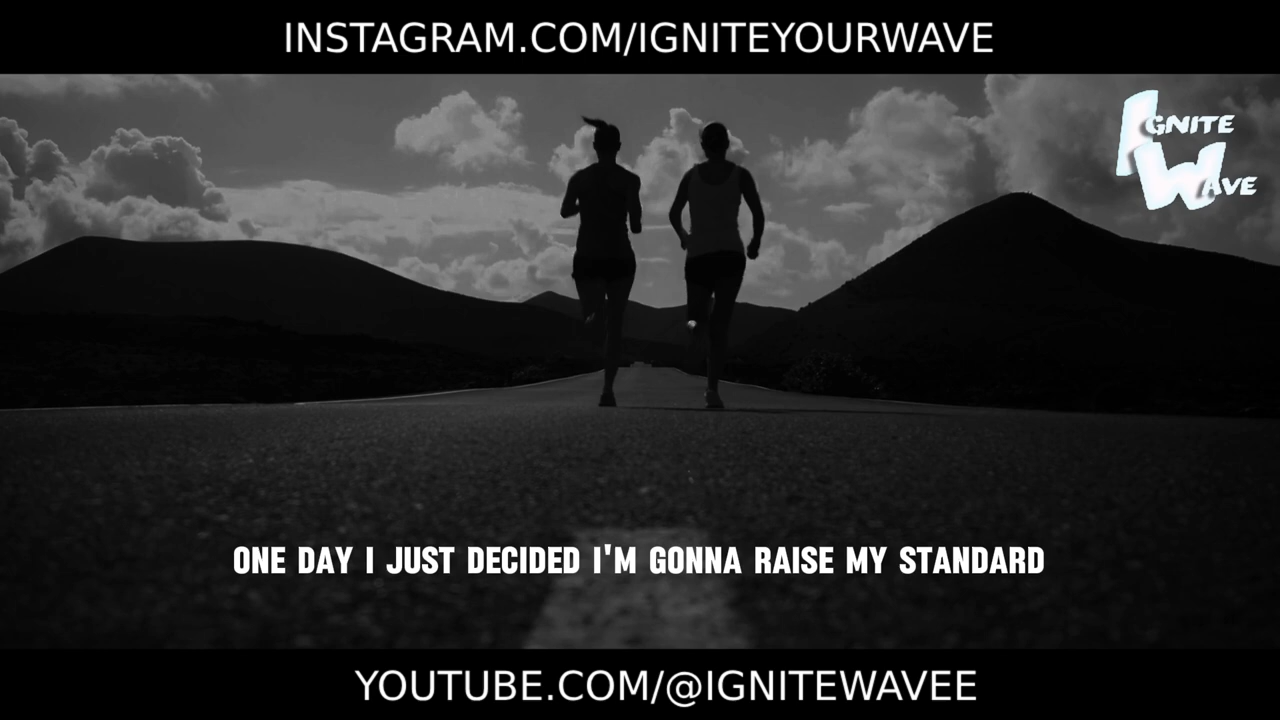 INSTAGRAM.COM/IGNITEYOURWAVE
IGNITE
WAVE
ONE DAY I JUST DECIDED I'M GONNA RAISE MY STANDARD
YOUTUBE.COM/@IGNITEWAVEE